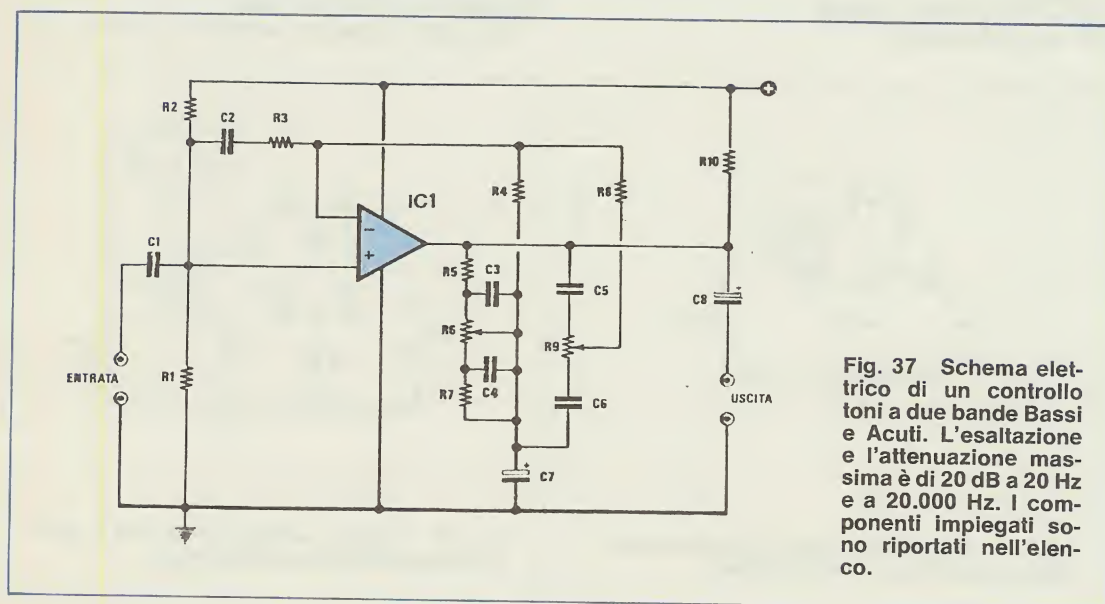 R2
C2
R3
R4
R8
R10
IC1
−
+
C1
R5
C3
C5
C8
+
R6
R9
ENTRATA
R1
C4
R7
C6
USCITA
C7
+
+
Fig. 37 Schema elet-
trico di un controllo
toni a due bande Bassi
e Acuti. L'esaltazione
e l'attenuazione mas-
sima è di 20 dB a 20 Hz
e a 20.000 Hz. I com-
ponenti impiegati so-
no riportati nell'elen-
co.